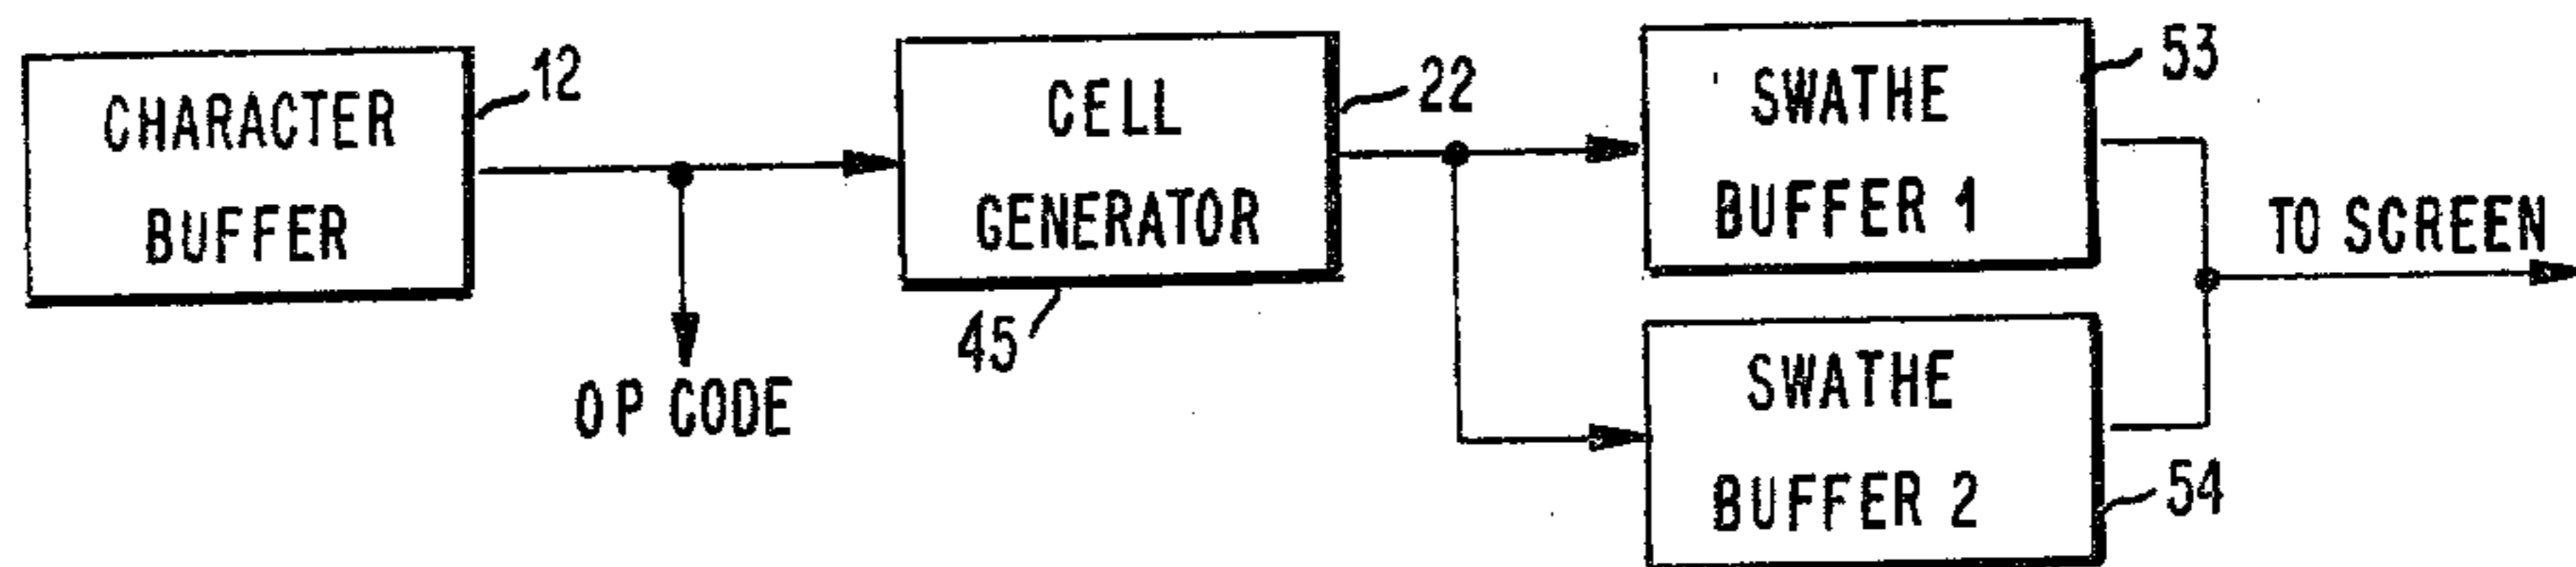 CHARACTER
BUFFER
12
OP CODE
CELL
GENERATOR
22
45
SWATHE
BUFFER 1
53
SWATHE
BUFFER 2
54
TO SCREEN